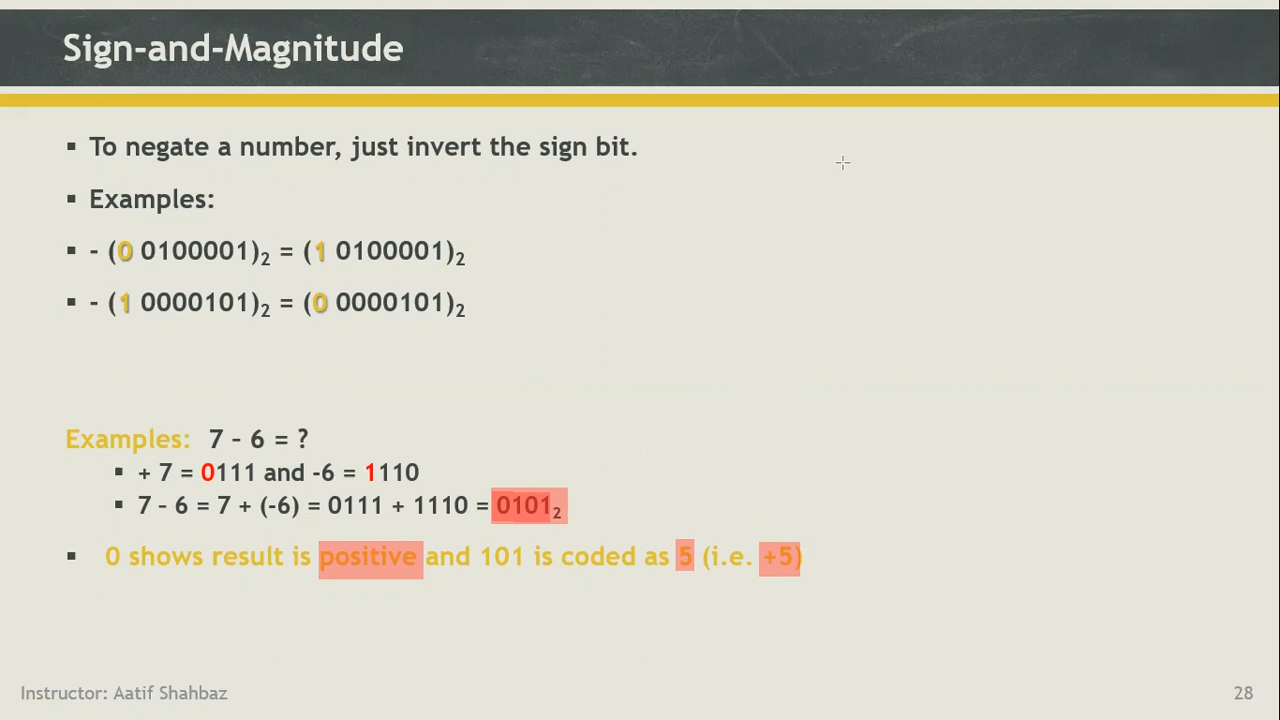 Sign-and-Magnitude
▪ To negate a number, just invert the sign bit.
▪ Examples:
▪ - (0 0100001)₂ = (1 0100001)₂
▪ - (1 0000101)₂ = (0 0000101)₂
Examples: 7 – 6 = ?
▪ + 7 = 0111 and -6 = 1110
▪ 7 – 6 = 7 + (-6) = 0111 + 1110 = 0101₂
▪ 0 shows result is positive and 101 is coded as 5 (i.e. +5)
Instructor: Aatif Shahbaz
28